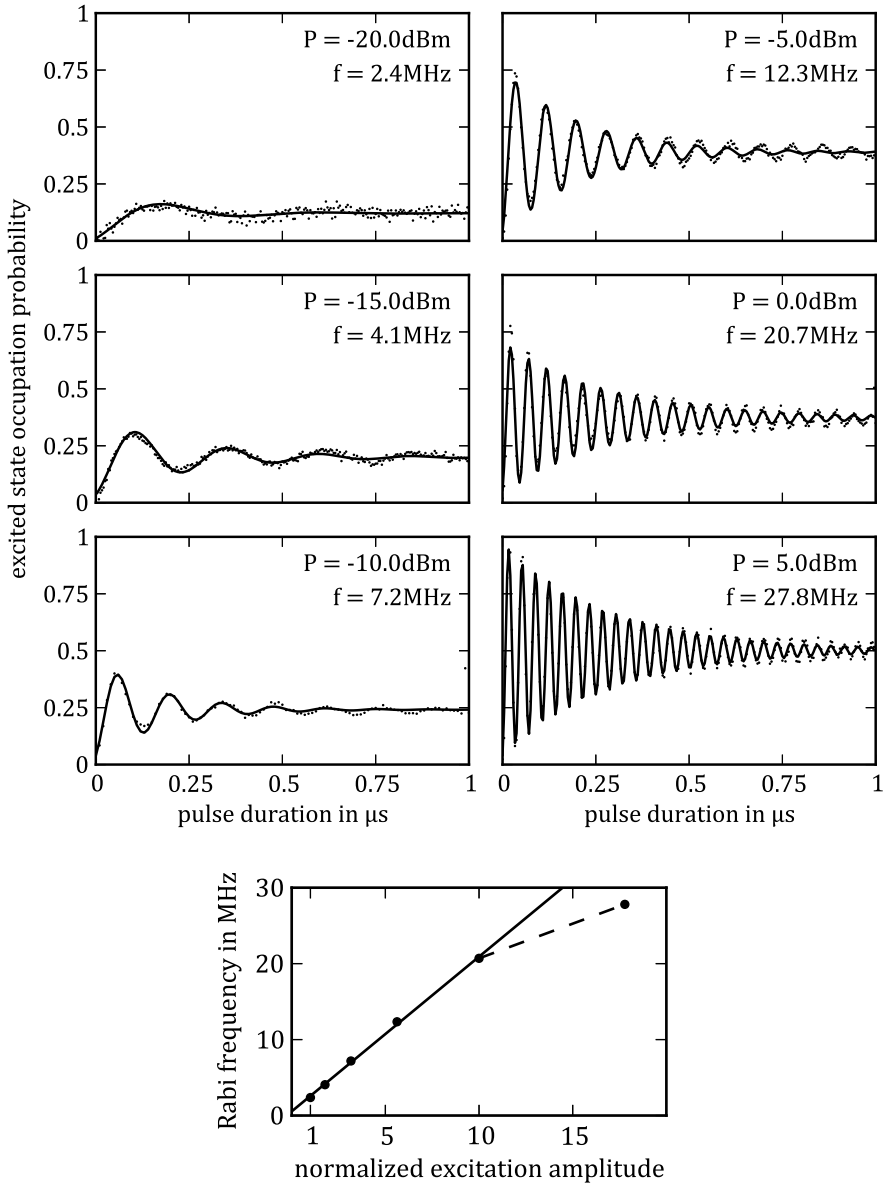 excited state occupation probability
1
0.75
0.5
0.25
0
P = -20.0dBm
f = 2.4MHz
P = -5.0dBm
f = 12.3MHz
1
0.75
0.5
0.25
0
P = -15.0dBm
f = 4.1MHz
P = 0.0dBm
f = 20.7MHz
1
0.75
0.5
0.25
0
P = -10.0dBm
f = 7.2MHz
P = 5.0dBm
f = 27.8MHz
0 0.25 0.5 0.75 1
0 0.25 0.5 0.75 1
pulse duration in μs
pulse duration in μs
Rabi frequency in MHz
30
20
10
0
1 5 10 15
normalized excitation amplitude